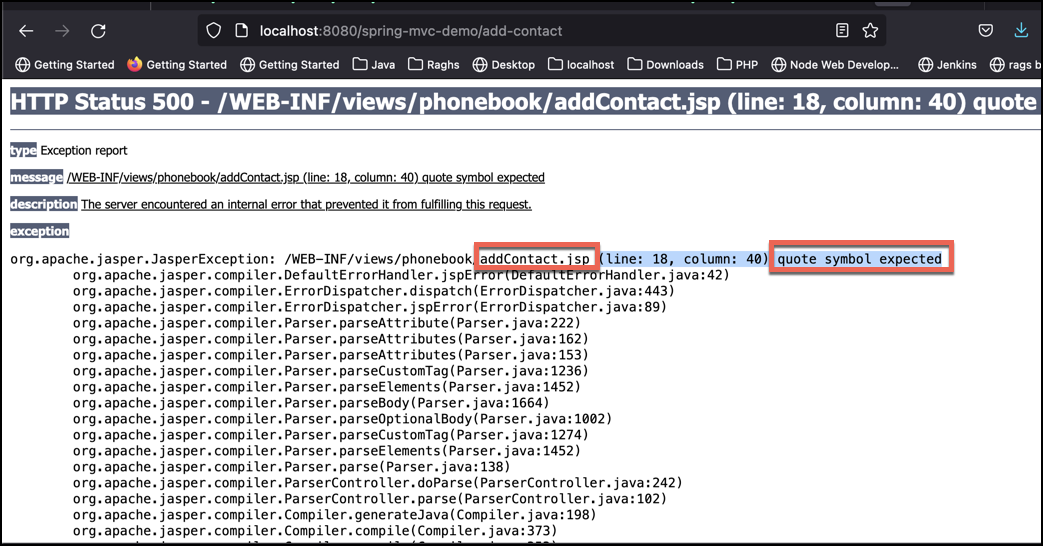 localhost:8080/spring-mvc-demo/add-contact
Getting Started Getting Started Getting Started Java Raghs Desktop localhost Downloads PHP Node Web Develop... Jenkins rags b
HTTP Status 500 - /WEB-INF/views/phonebook/addContact.jsp (line: 18, column: 40) quote
type Exception report
message /WEB-INF/views/phonebook/addContact.jsp (line: 18, column: 40) quote symbol expected
description The server encountered an internal error that prevented it from fulfilling this request.
exception
org.apache.jasper.JasperException: /WEB-INF/views/phonebook/addContact.jsp (line: 18, column: 40) quote symbol expected
org.apache.jasper.compiler.DefaultErrorHandler.jspError(DefaultErrorHandler.java:42)
org.apache.jasper.compiler.ErrorDispatcher.dispatch(ErrorDispatcher.java:443)
org.apache.jasper.compiler.ErrorDispatcher.jspError(ErrorDispatcher.java:89)
org.apache.jasper.compiler.Parser.parseAttribute(Parser.java:222)
org.apache.jasper.compiler.Parser.parseAttributes(Parser.java:162)
org.apache.jasper.compiler.Parser.parseAttributes(Parser.java:153)
org.apache.jasper.compiler.Parser.parseCustomTag(Parser.java:1236)
org.apache.jasper.compiler.Parser.parseElements(Parser.java:1452)
org.apache.jasper.compiler.Parser.parseBody(Parser.java:1664)
org.apache.jasper.compiler.Parser.parseOptionalBody(Parser.java:1002)
org.apache.jasper.compiler.Parser.parseCustomTag(Parser.java:1274)
org.apache.jasper.compiler.Parser.parseElements(Parser.java:1452)
org.apache.jasper.compiler.Parser.parse(Parser.java:138)
org.apache.jasper.compiler.ParserController.doParse(ParserController.java:242)
org.apache.jasper.compiler.ParserController.parse(ParserController.java:102)
org.apache.jasper.compiler.Compiler.generateJava(Compiler.java:198)
org.apache.jasper.compiler.Compiler.compile(Compiler.java:373)